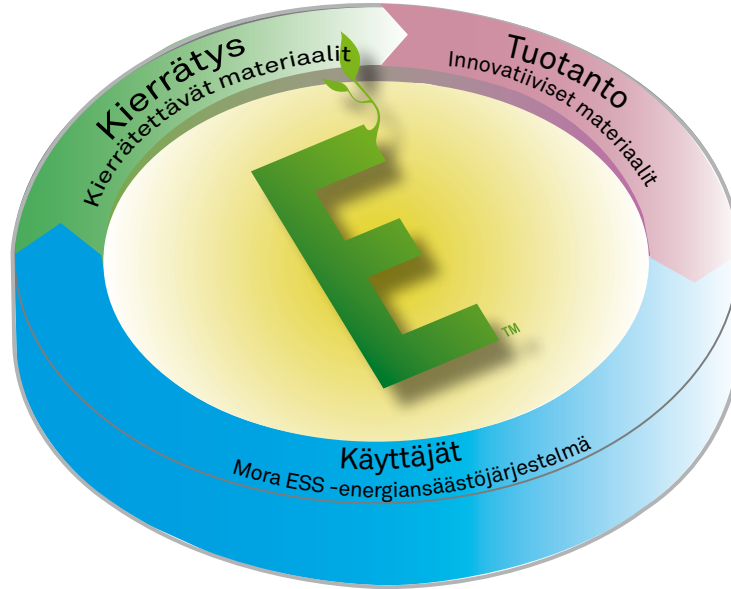 Kierrätys
Kierrätettävät materiaalit
Tuotanto
Innovatiiviset materiaalit
E™
Käyttäjät
Mora ESS -energiansäästöjärjestelmä